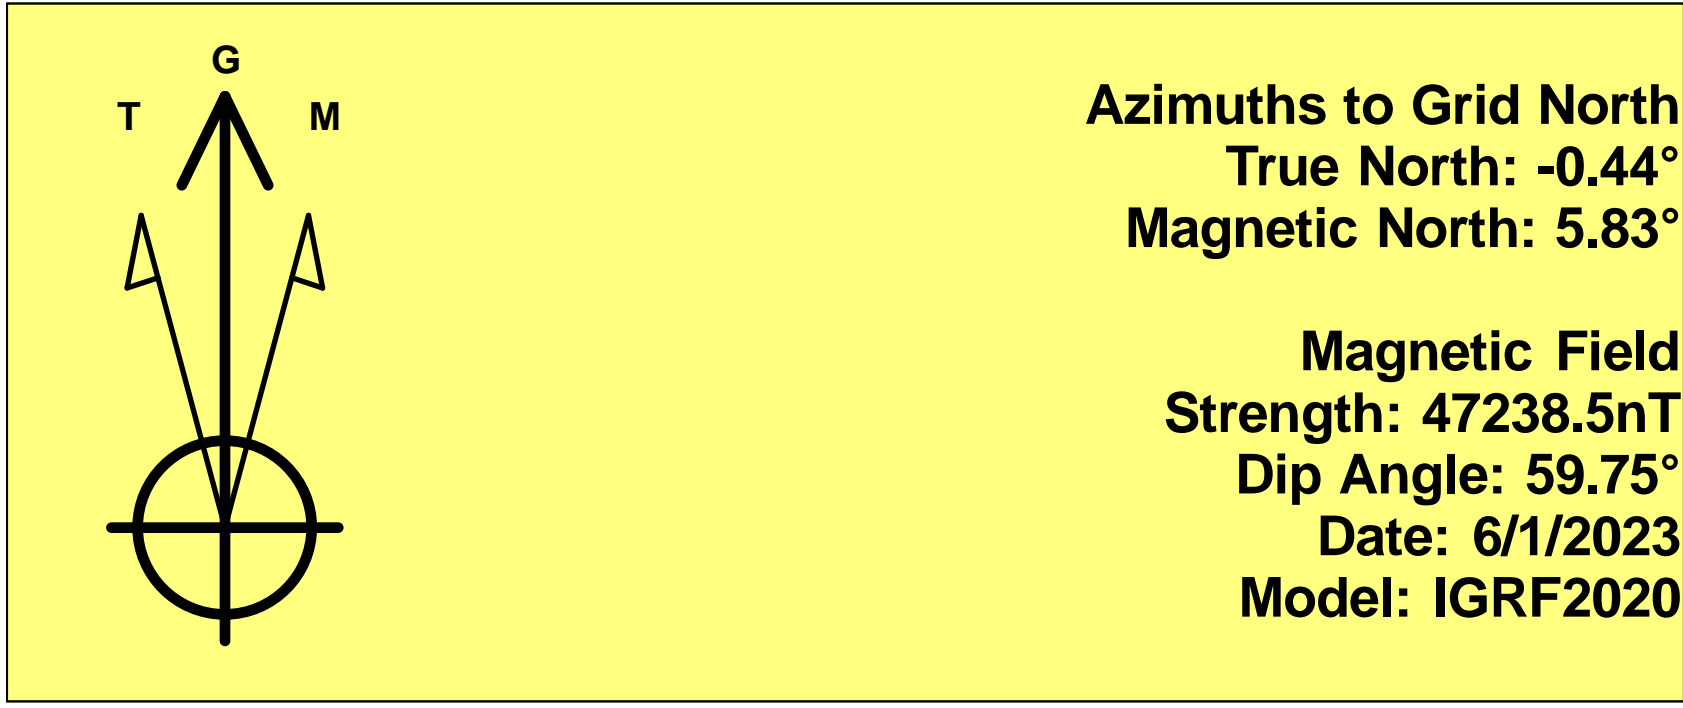 G
T
M
Azimuths to Grid North
True North: -0.44°
Magnetic North: 5.83°
Magnetic Field
Strength: 47238.5nT
Dip Angle: 59.75°
Date: 6/1/2023
Model: IGRF2020